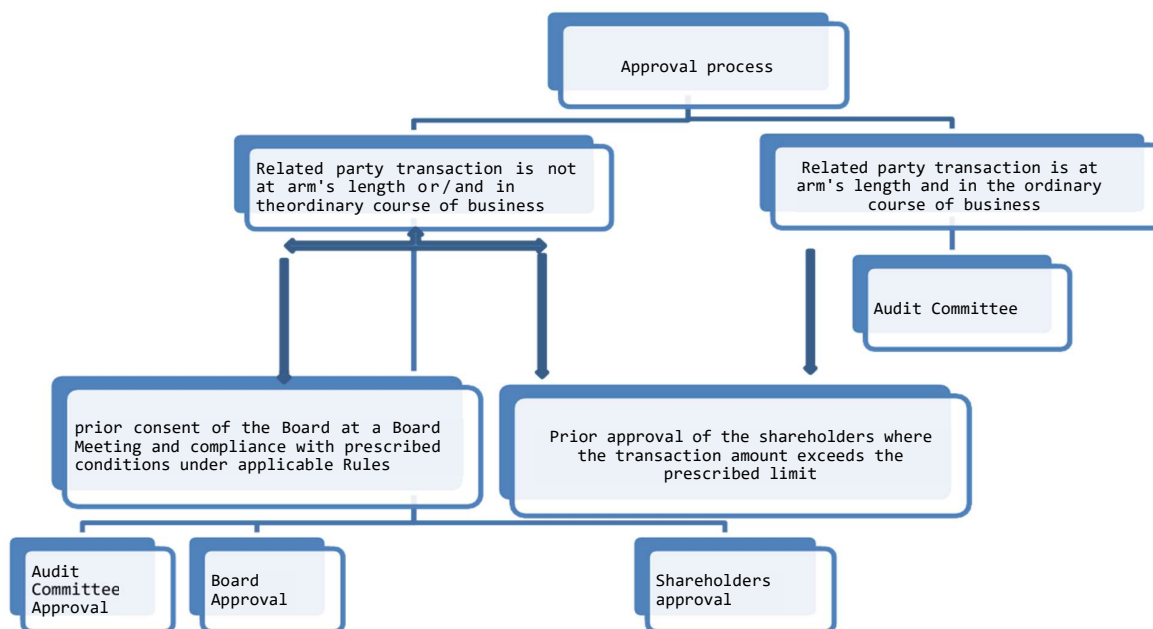 Approval process
Related party transaction is not
at arm's length or/and in
theordinary course of business
Related party transaction is at
arm's length and in the ordinary
course of business
Audit Committee
prior consent of the Board at a Board
Meeting and compliance with prescribed
conditions under applicable Rules
Prior approval of the shareholders where
the transaction amount exceeds the
prescribed limit
Audit
Committee
Approval
Board
Approval
Shareholders
approval